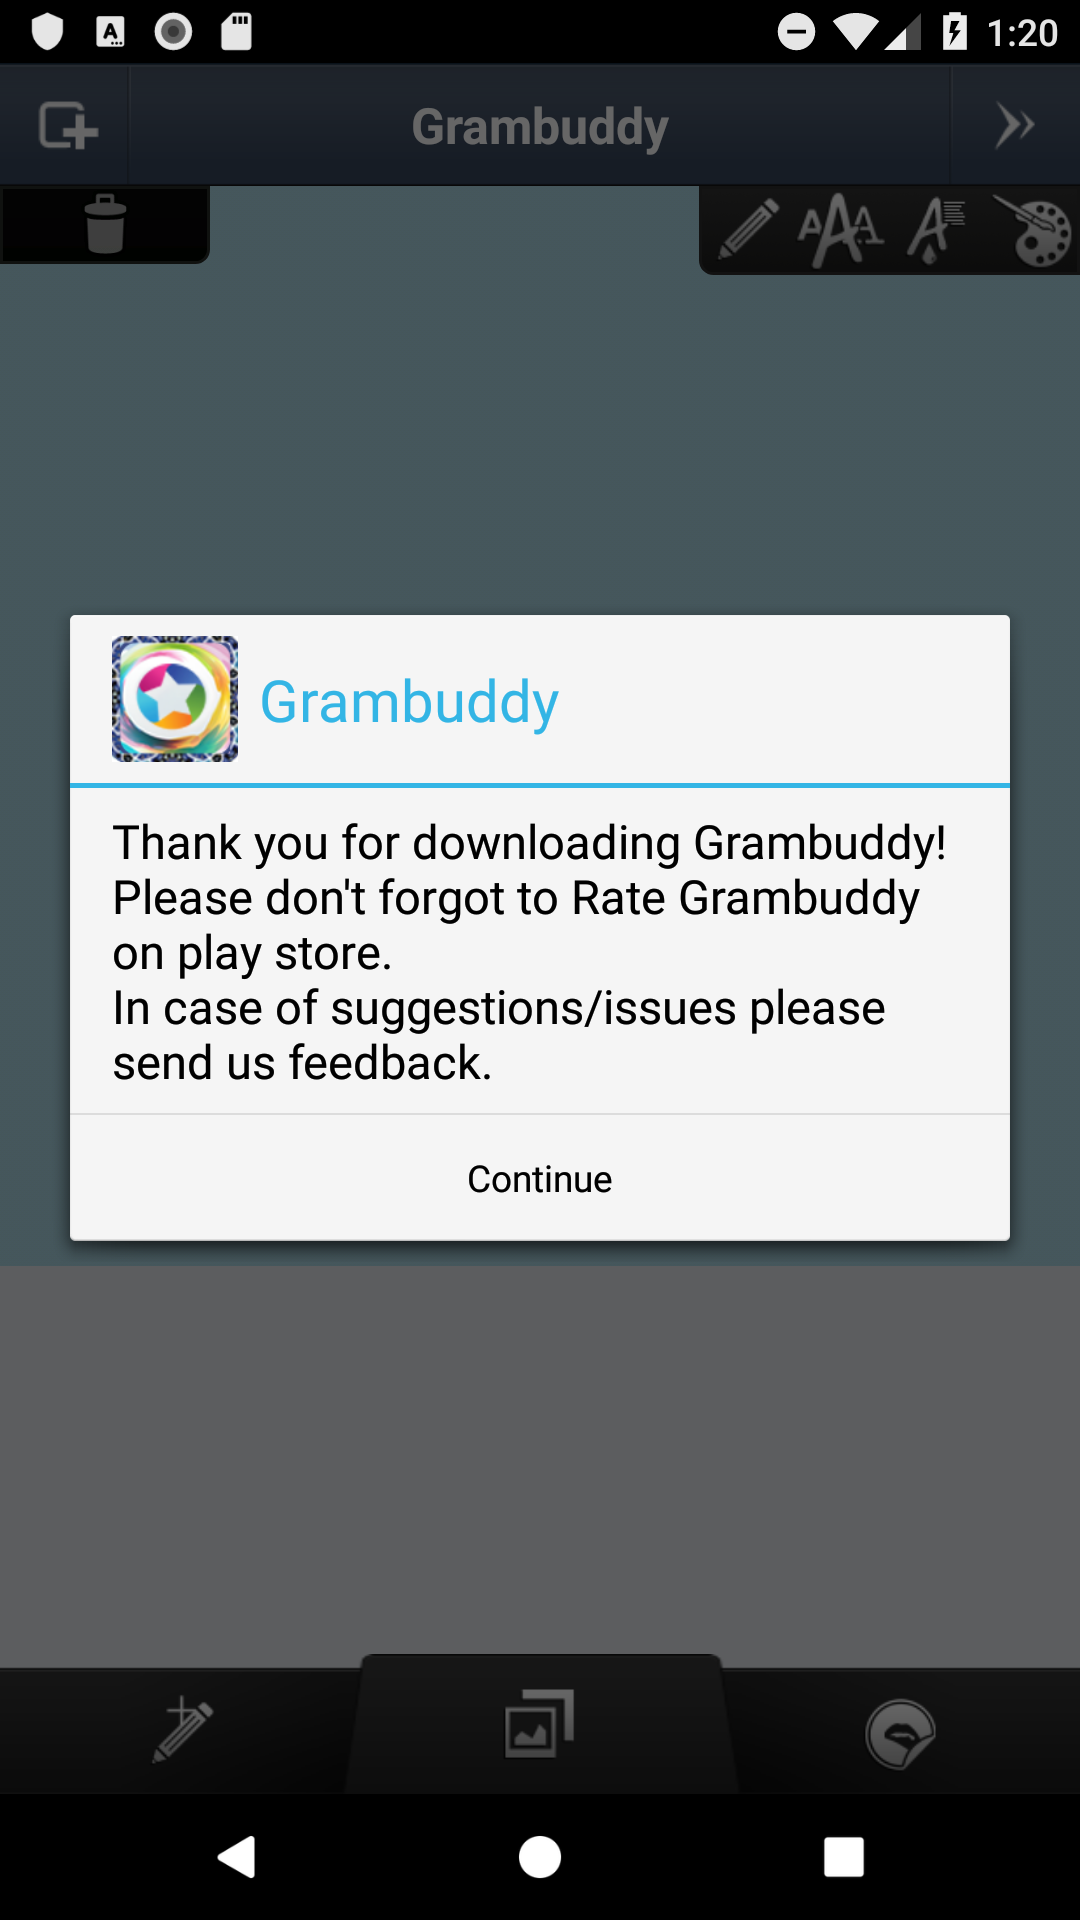 1:20
Grambuddy
Grambuddy
Thank you for downloading Grambuddy!
Please don't forgot to Rate Grambuddy
on play store.
In case of suggestions/issues please
send us feedback.
Continue